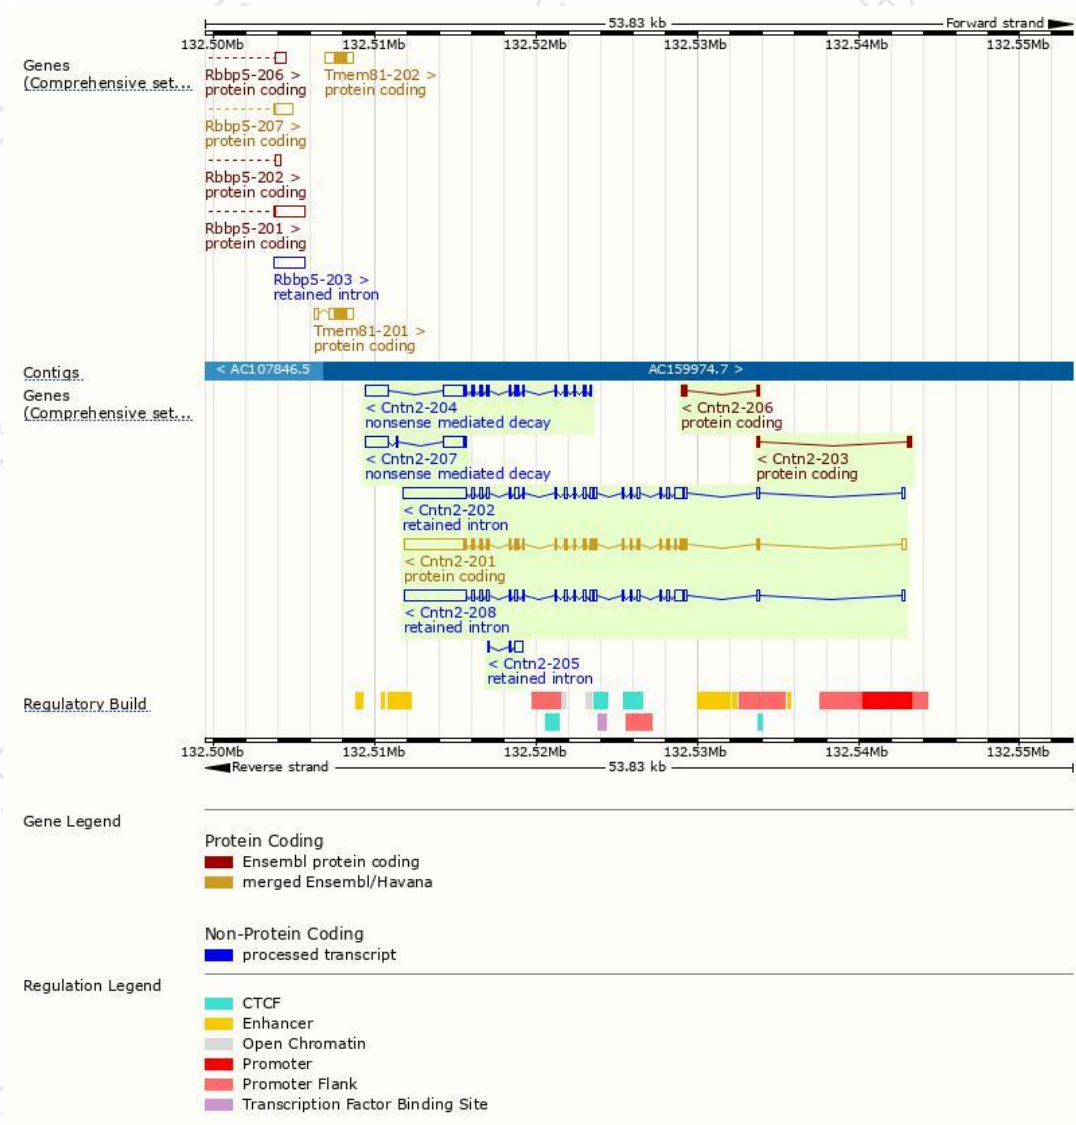 53.83 kb Forward strand
132.50Mb 132.51Mb 132.52Mb 132.53Mb 132.54Mb 132.55Mb
Genes
(Comprehensive set...
Rbbp5-206 > Tmem81-202 >
protein coding protein coding
Rbbp5-207 >
protein coding
Rbbp5-202 >
protein coding
Rbbp5-201 >
protein coding
Rbbp5-203 >
retained intron
Tmem81-201 >
protein coding
Contigs < AC107846.5 AC159974.7 >
Genes
(Comprehensive set...
< Cntn2-204 < Cntn2-206
nonsense mediated decay protein coding
< Cntn2-207 < Cntn2-203
nonsense mediated decay protein coding
< Cntn2-202
retained intron
< Cntn2-201
protein coding
< Cntn2-208
retained intron
< Cntn2-205
retained intron
Regulatory Build
132.50Mb 132.51Mb 132.52Mb 132.53Mb 132.54Mb 132.55Mb
Reverse strand 53.83 kb
Gene Legend
Protein Coding
Ensembl protein coding
merged Ensembl/Havana
Non-Protein Coding
processed transcript
Regulation Legend
CTCF
Enhancer
Open Chromatin
Promoter
Promoter Flank
Transcription Factor Binding Site